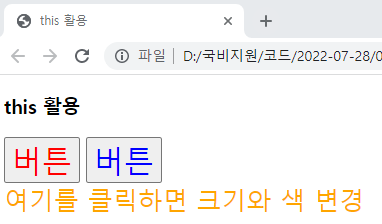 this 활용
파일 D:/국비지원/코드/2022-07-28/0
this 활용
버튼 버튼
여기를 클릭하면 크기와 색 변경